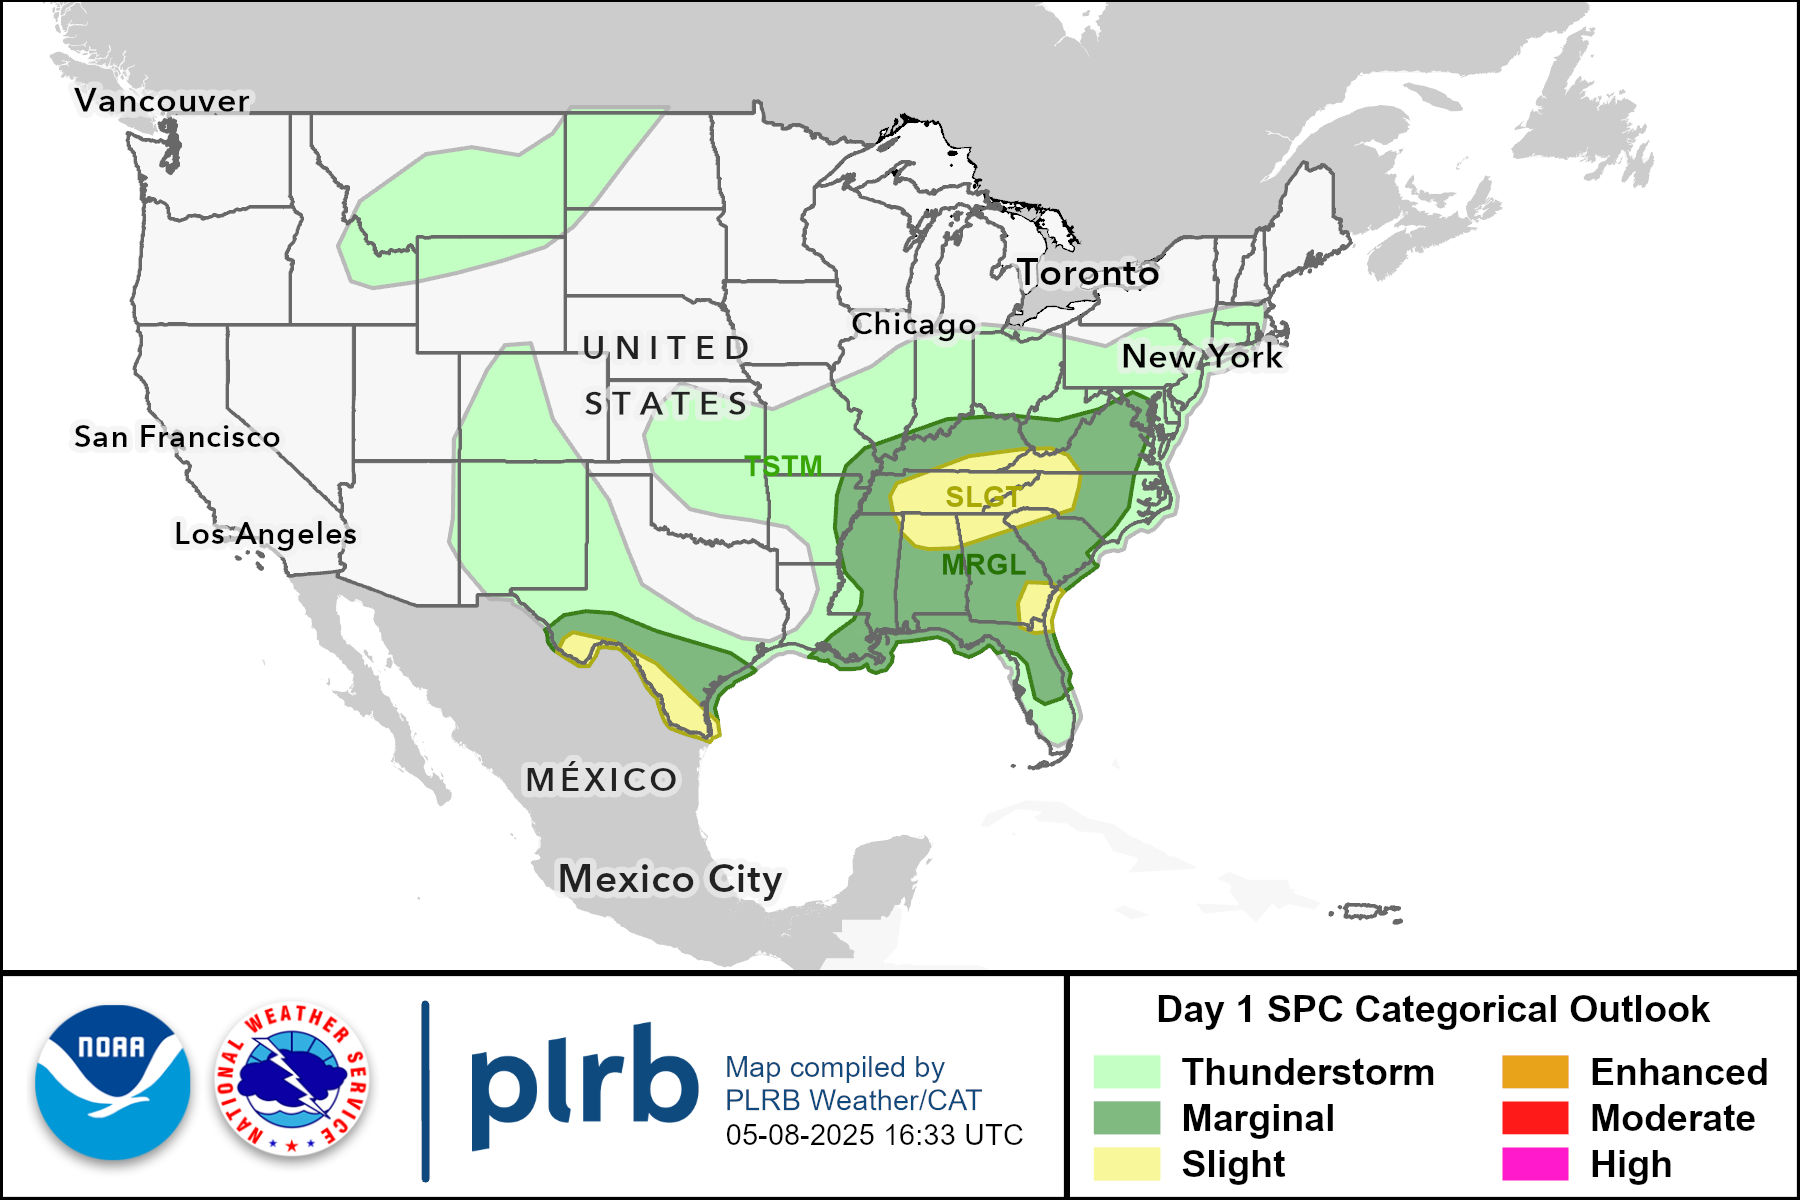 Vancouver
Toronto
Chicago
UNITED
New York
STATES
San Francisco
TSTM
SLGT
Los Angeles
MRGL
MÉXICO
Mexico City
NOAA
NATIONAL WEATHER SERVICE
plrb
Map compiled by
PLRB Weather/CAT
05-08-2025 16:33 UTC
Day 1 SPC Categorical Outlook
Thunderstorm
Enhanced
Marginal
Moderate
Slight
High